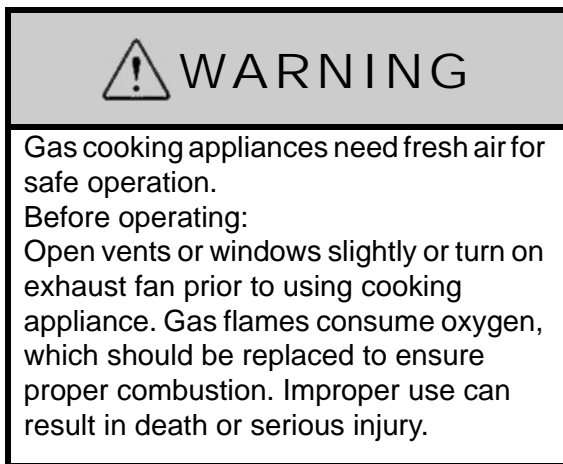 WARNING
Gas cooking appliances need fresh air for
safe operation.
Before operating:
Open vents or windows slightly or turn on
exhaust fan prior to using cooking
appliance. Gas flames consume oxygen,
which should be replaced to ensure
proper combustion. Improper use can
result in death or serious injury.